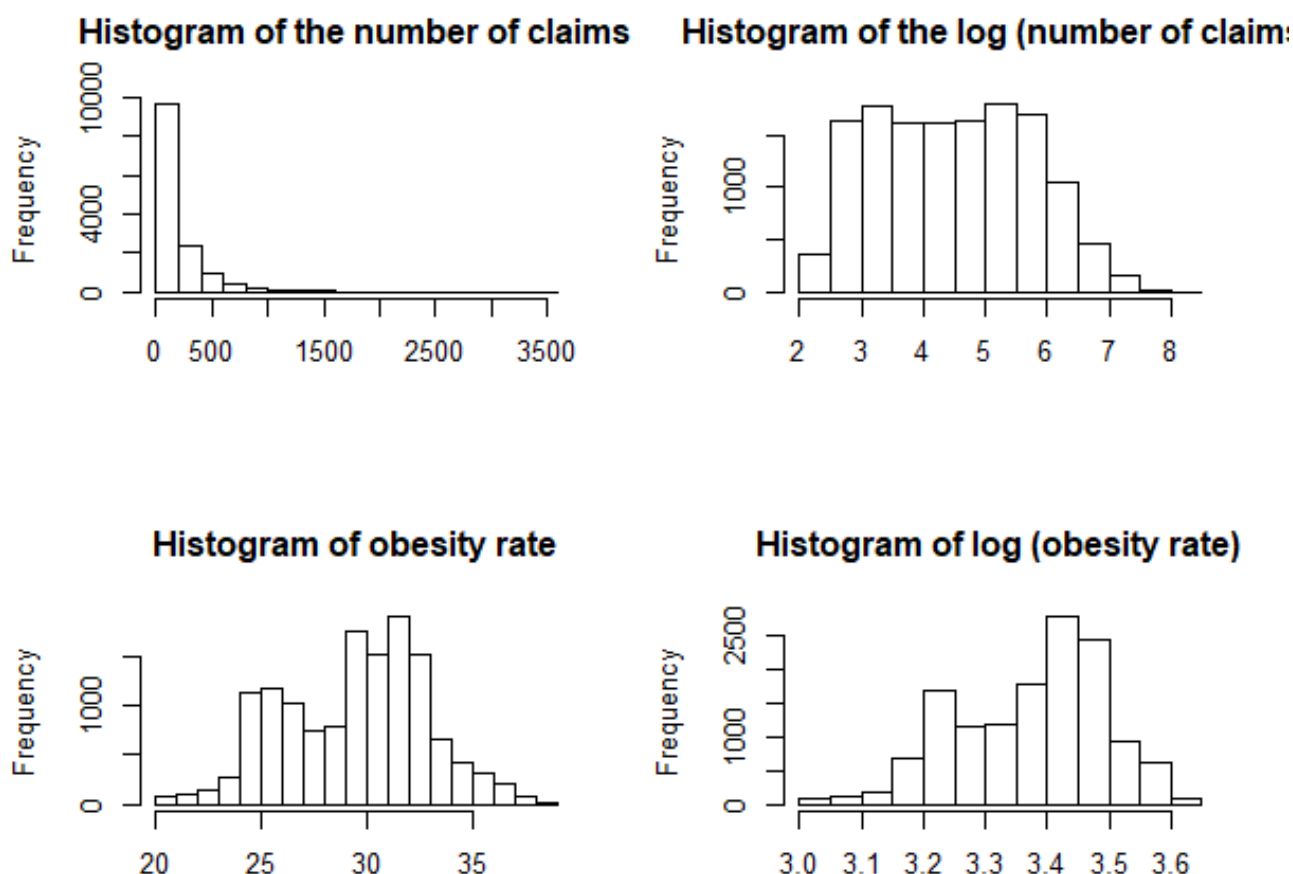 Histogram of the number of claims
Histogram of the log (number of claims
Frequency
10000
4000
0
0 500 1500 2500 3500
Frequency
1000
0
2 3 4 5 6 7 8
Histogram of obesity rate
Histogram of log (obesity rate)
Frequency
1000
0
20 25 30 35
Frequency
2500
1000
0
3.0 3.1 3.2 3.3 3.4 3.5 3.6